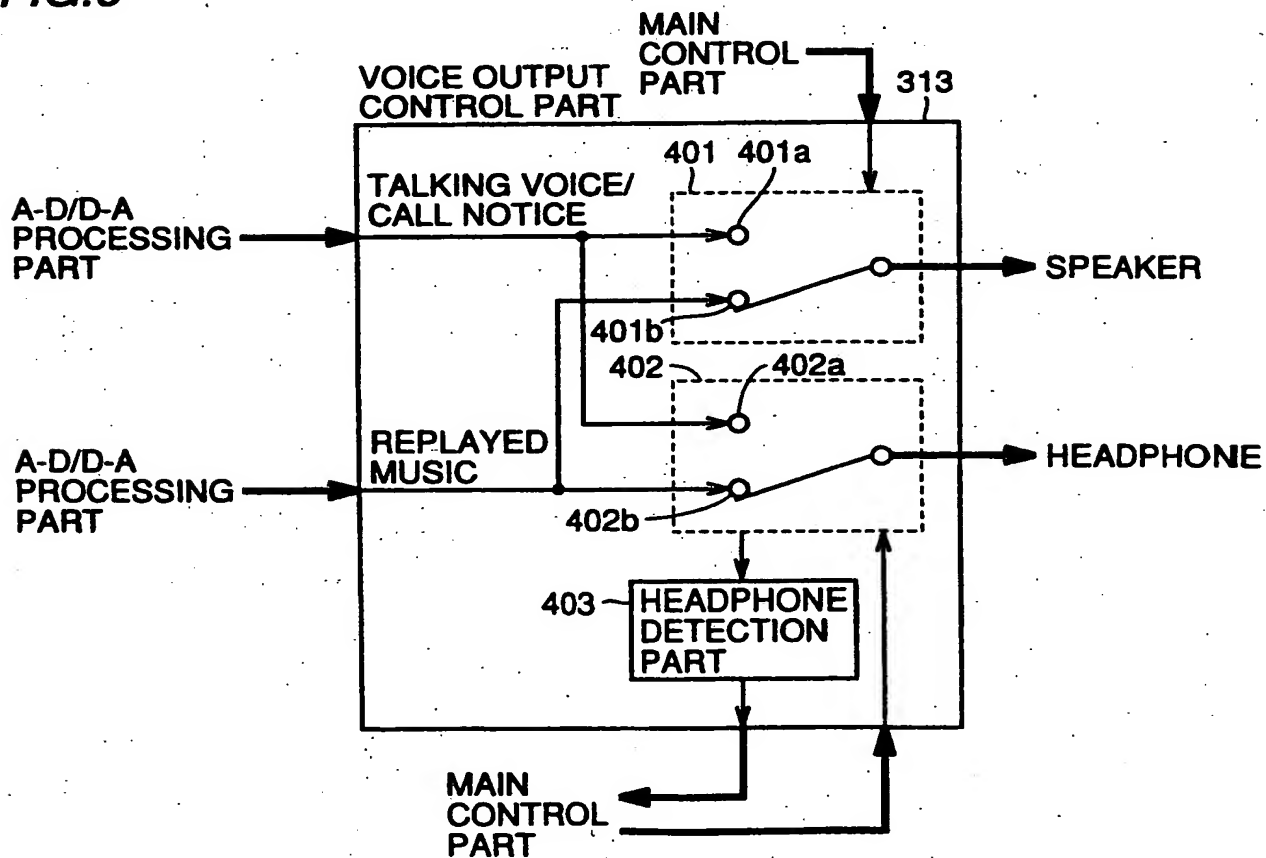 MAIN
CONTROL
PART
VOICE OUTPUT
CONTROL PART
313
401
401a
TALKING VOICE/
CALL NOTICE
A-D/D-A
PROCESSING
PART
SPEAKER
401b
402
402a
REPLAYED
MUSIC
A-D/D-A
PROCESSING
PART
HEADPHONE
402b
403
HEADPHONE
DETECTION
PART
MAIN
CONTROL
PART